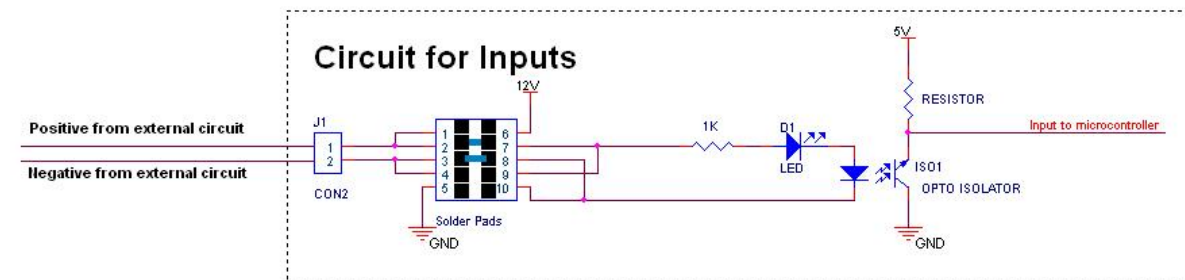 Circuit for Inputs
5V
12V
RESISTOR
Positive from external circuit
J1
1K
D1
Input to microcontroller
1
2
1
2
3
4
5
6
7
8
9
10
LED
ISO1
OPTO ISOLATOR
Negative from external circuit
CON2
Solder Pads
GND
GND